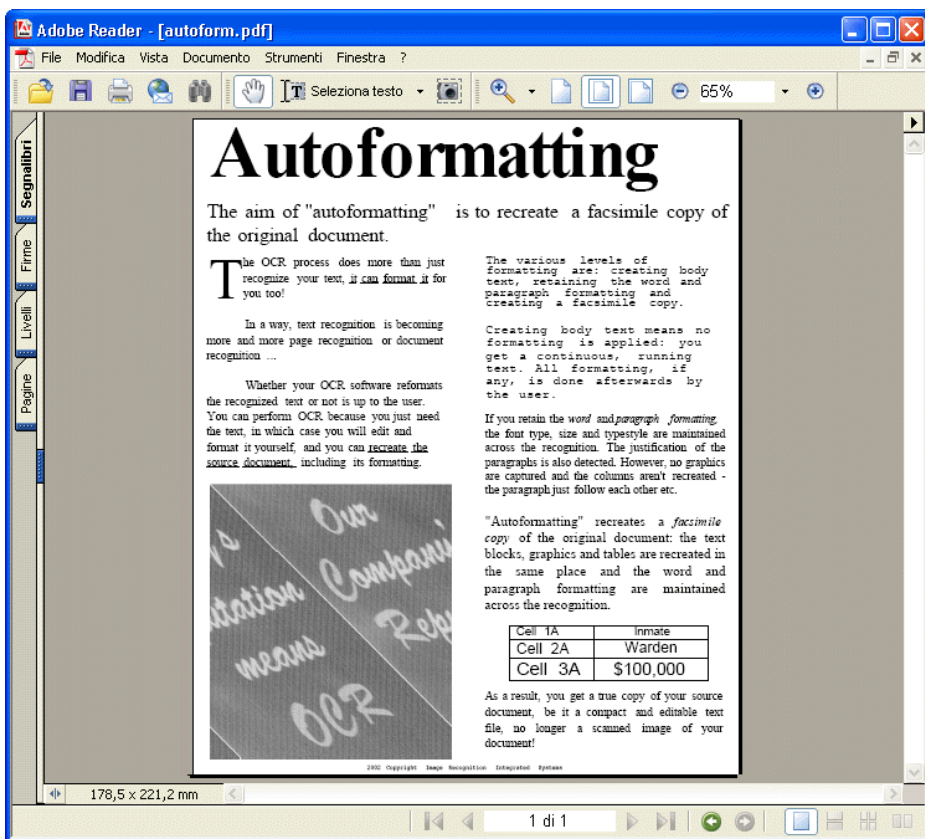 Adobe Reader - [autoform.pdf]
File Modifica Vista Documento Strumenti Finestra ?
Seleziona testo 65%
Segnalibri
Firme
Livelli
Pagine
Autoformatting
The aim of "autoformatting" is to recreate a facsimile copy of
the original document.
The OCR process does more than just
recognize your text, it can format it for
you too!
In a way, text recognition is becoming
more and more page recognition or document
recognition ...
Whether your OCR software reformats
the recognized text or not is up to the user.
You can perform OCR because you just need
the text, in which case you will edit and
format it yourself, and you can recreate the
source document, including its formatting.
Our
Compani
Repu
utation
means
OCR
The various levels of
formatting are: creating body
text, retaining the word and
paragraph formatting and
creating a facsimile copy.
Creating body text means no
formatting is applied: you
get a continuous, running
text. All formatting, if
any, is done afterwards by
the user.
If you retain the word and paragraph formatting,
the font type, size and typestyle are maintained
across the recognition. The justification of the
paragraphs is also detected. However, no graphics
are captured and the columns aren't recreated -
the paragraph just follow each other etc.
"Autoformatting" recreates a facsimile
copy of the original document: the text
blocks, graphics and tables are recreated in
the same place and the word and
paragraph formatting are maintained
across the recognition.
Cell 1A Inmate
Cell 2A Warden
Cell 3A $100,000
As a result, you get a true copy of your source
document, be it a compact and editable text
file, no longer a scanned image of your
document!
2002 Copyright Image Recognition Integrated Systems
178,5 x 221,2 mm
1 di 1